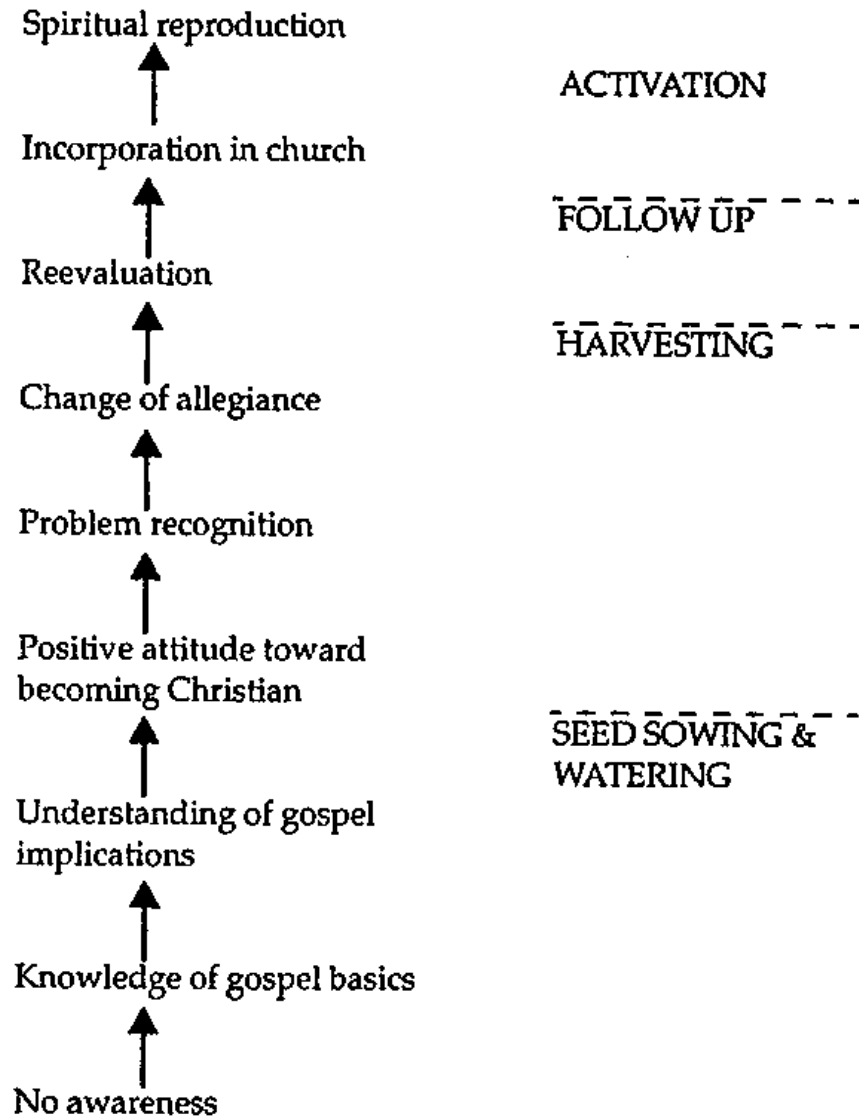 Spiritual reproduction
ACTIVATION
Incorporation in church
FOLLOW UP
Reevaluation
HARVESTING
Change of allegiance
Problem recognition
Positive attitude toward
becoming Christian
SEED SOWING &
WATERING
Understanding of gospel
implications
Knowledge of gospel basics
No awareness